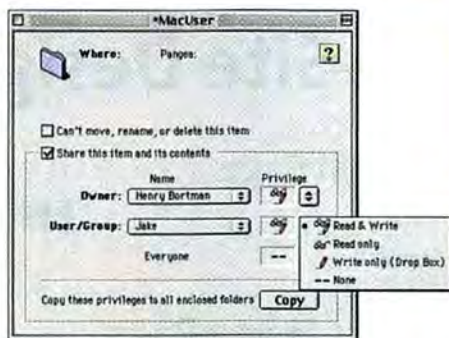 *MacUser
Where: Panges:
?
Can't move, rename, or delete this item
Share this item and its contents
Name Privilege
Owner: Henry Bortman
User/Group: Jake
Everyone --
Read & Write
Read only
Write only (Drop Box)
-- None
Copy these privileges to all enclosed folders Copy